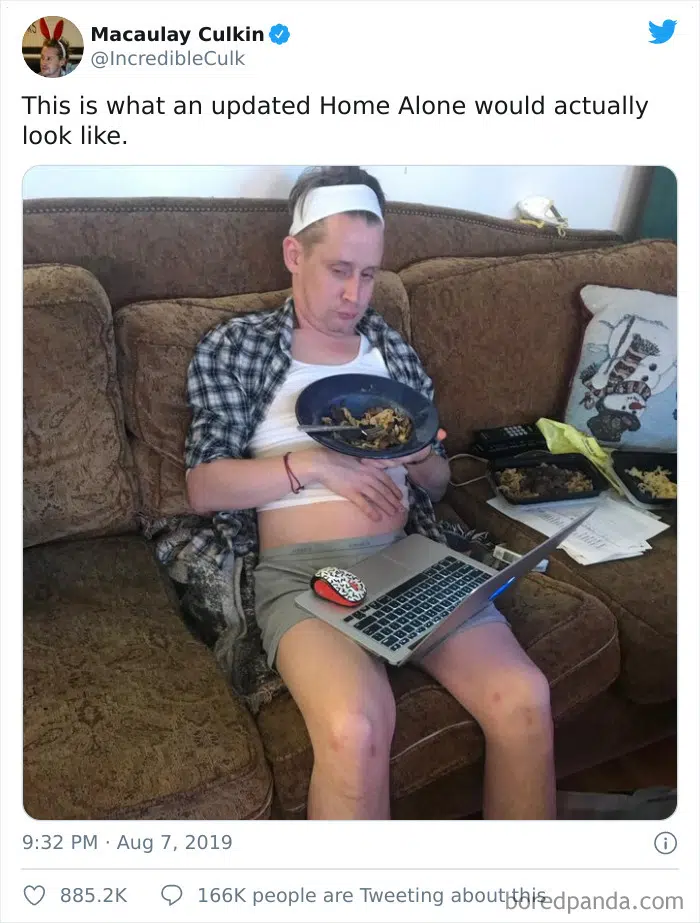 Macaulay Culkin
@IncredibleCulk
This is what an updated Home Alone would actually
look like.
9:32 PM · Aug 7, 2019
885.2K 166K people are Tweeting about this
boredpanda.com